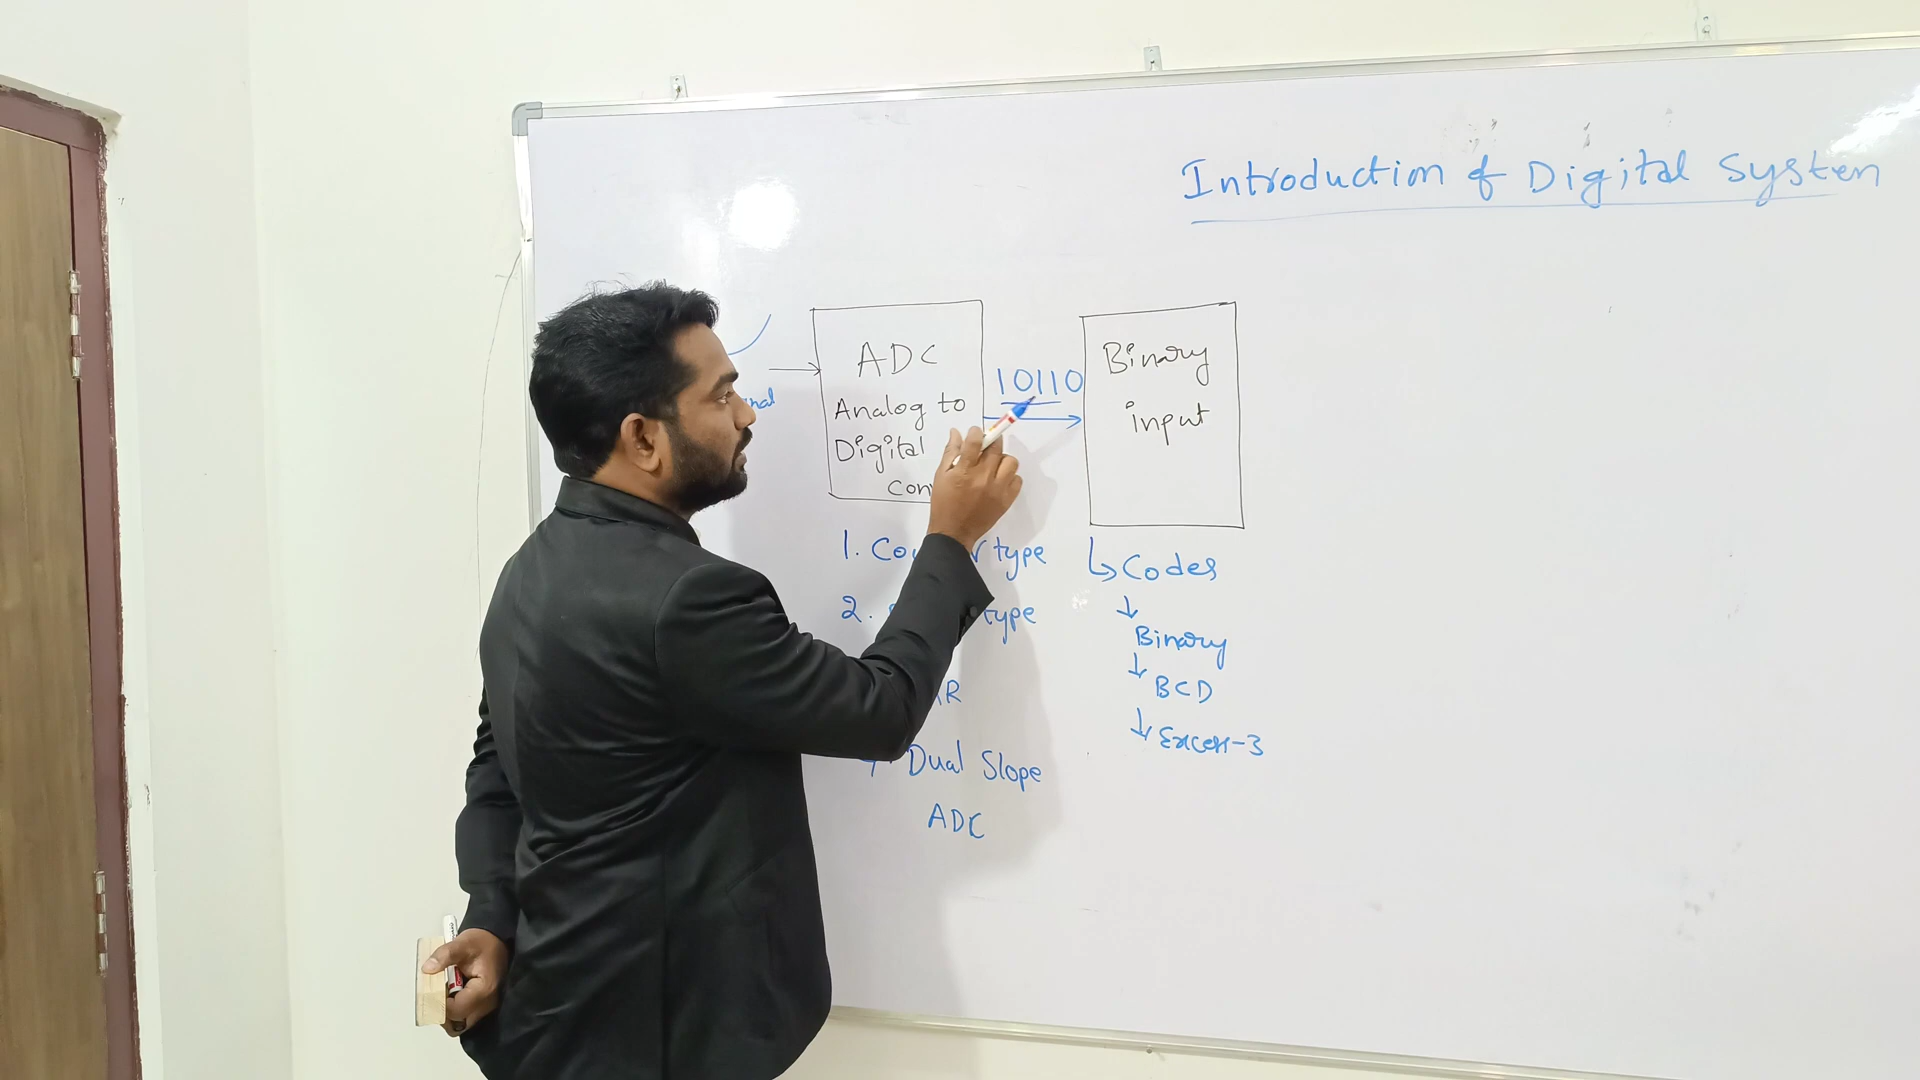 Introduction of Digital System
ADC
Analog to
Digital
10110
Binary
input
1. type
2. type
Dual Slope
ADC
Codes
Binary
BCD
Excess-3